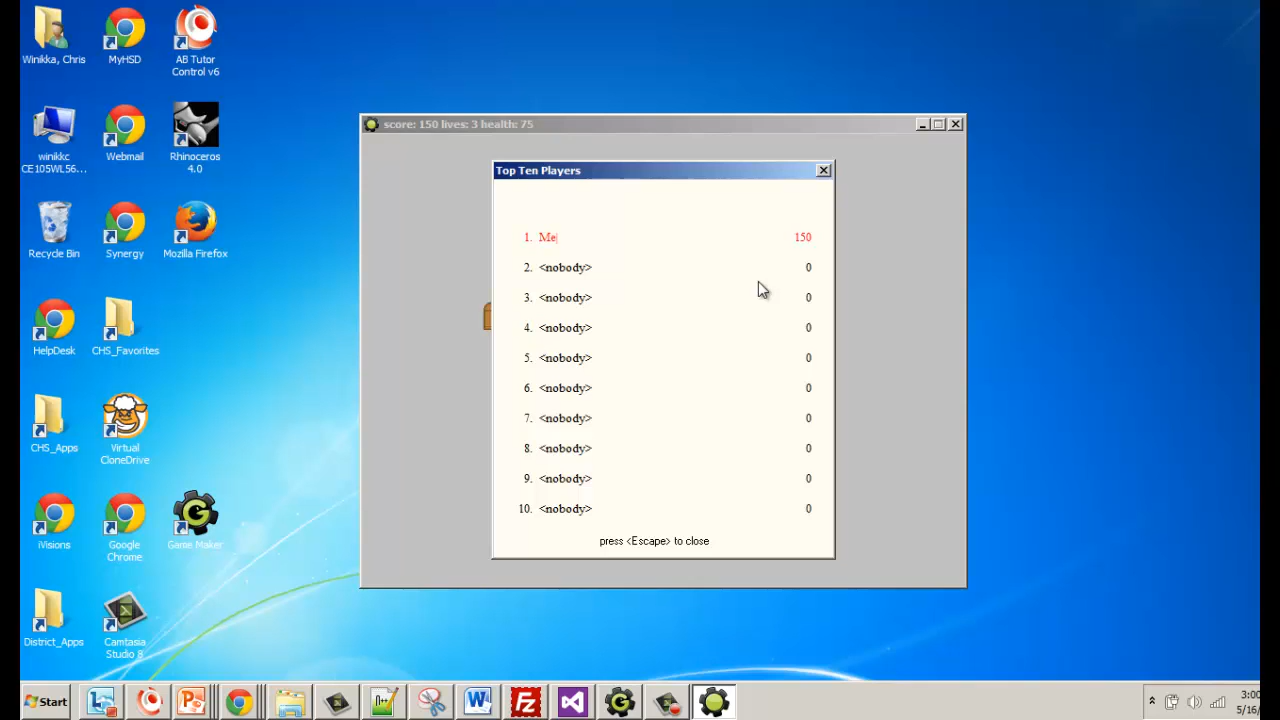 Winikka, Chris
MyHSD
AB Tutor
Control v6
winikkc
CE105WL56...
Webmail
Rhinoceros
4.0
Recycle Bin
Synergy
Mozilla Firefox
HelpDesk
CHS_Favorites
CHS_Apps
Virtual
CloneDrive
iVisions
Google
Chrome
Game Maker
District_Apps
Camtasia
Studio 8
score: 150 lives: 3 health: 75
Top Ten Players
1. Me 150
2. <nobody> 0
3. <nobody> 0
4. <nobody> 0
5. <nobody> 0
6. <nobody> 0
7. <nobody> 0
8. <nobody> 0
9. <nobody> 0
10. <nobody> 0
press <Escape> to close
Start
3:00
5/16/